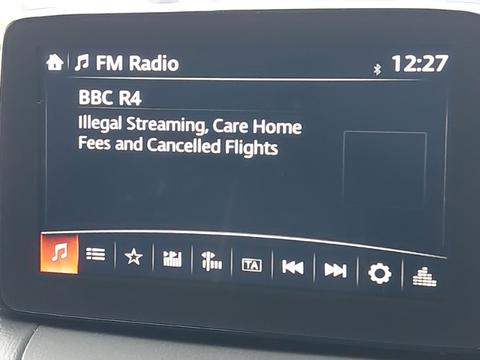 FM Radio 12:27
BBC R4
Illegal Streaming, Care Home
Fees and Cancelled Flights
TA